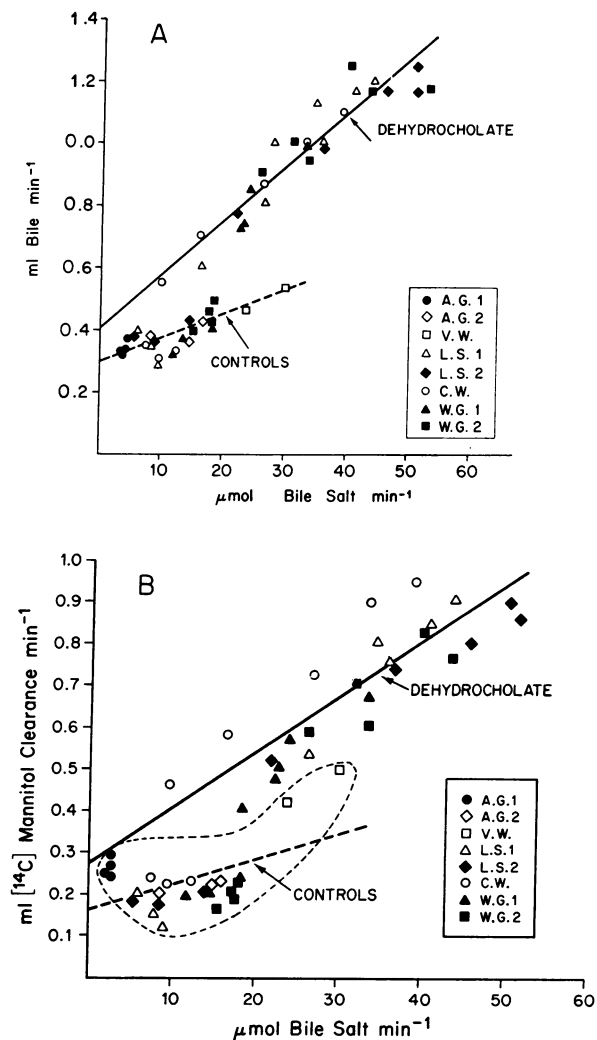 A
1.4
1.2
0.0
0.8
0.6
0.4
0.2
ml Bile min⁻¹
DEHYDROCHOLATE
CONTROLS
A.G. 1
A.G. 2
V.W.
L.S. 1
L.S. 2
C.W.
W.G. 1
W.G. 2
10 20 30 40 50 60
μmol Bile Salt min⁻¹
B
1.0
0.9
0.8
0.7
0.6
0.5
0.4
0.3
0.2
0.1
ml [¹⁴C] Mannitol Clearance min⁻¹
DEHYDROCHOLATE
CONTROLS
A.G.1
A.G.2
V.W.
L.S.1
L.S.2
C.W.
W.G.1
W.G.2
10 20 30 40 50 60
μmol Bile Salt min⁻¹